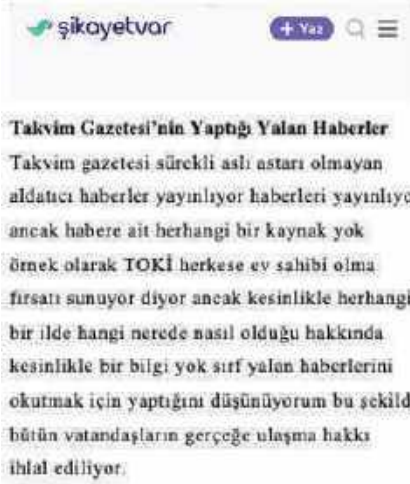 şikayetvar
+ Yaz
Takvim Gazetesi'nin Yaptığı Yalan Haberler
Takvim gazetesi sürekli aslı astarı olmayan
aldatıcı haberler yayınlıyor haberleri yayınlıyo
ancak habere ait herhangi bir kaynak yok
örnek olarak TOKİ herkese ev sahibi olma
fırsatı sunuyor diyor ancak kesinlikle herhangi
bir ilde hangi nerede nasıl olduğu hakkında
kesinlikle bir bilgi yok sırf yalan haberlerini
okutmak için yaptığını düşünüyorum bu şekild
bütün vatandaşların gerçeğe ulaşma hakkı
ihlal ediliyor.